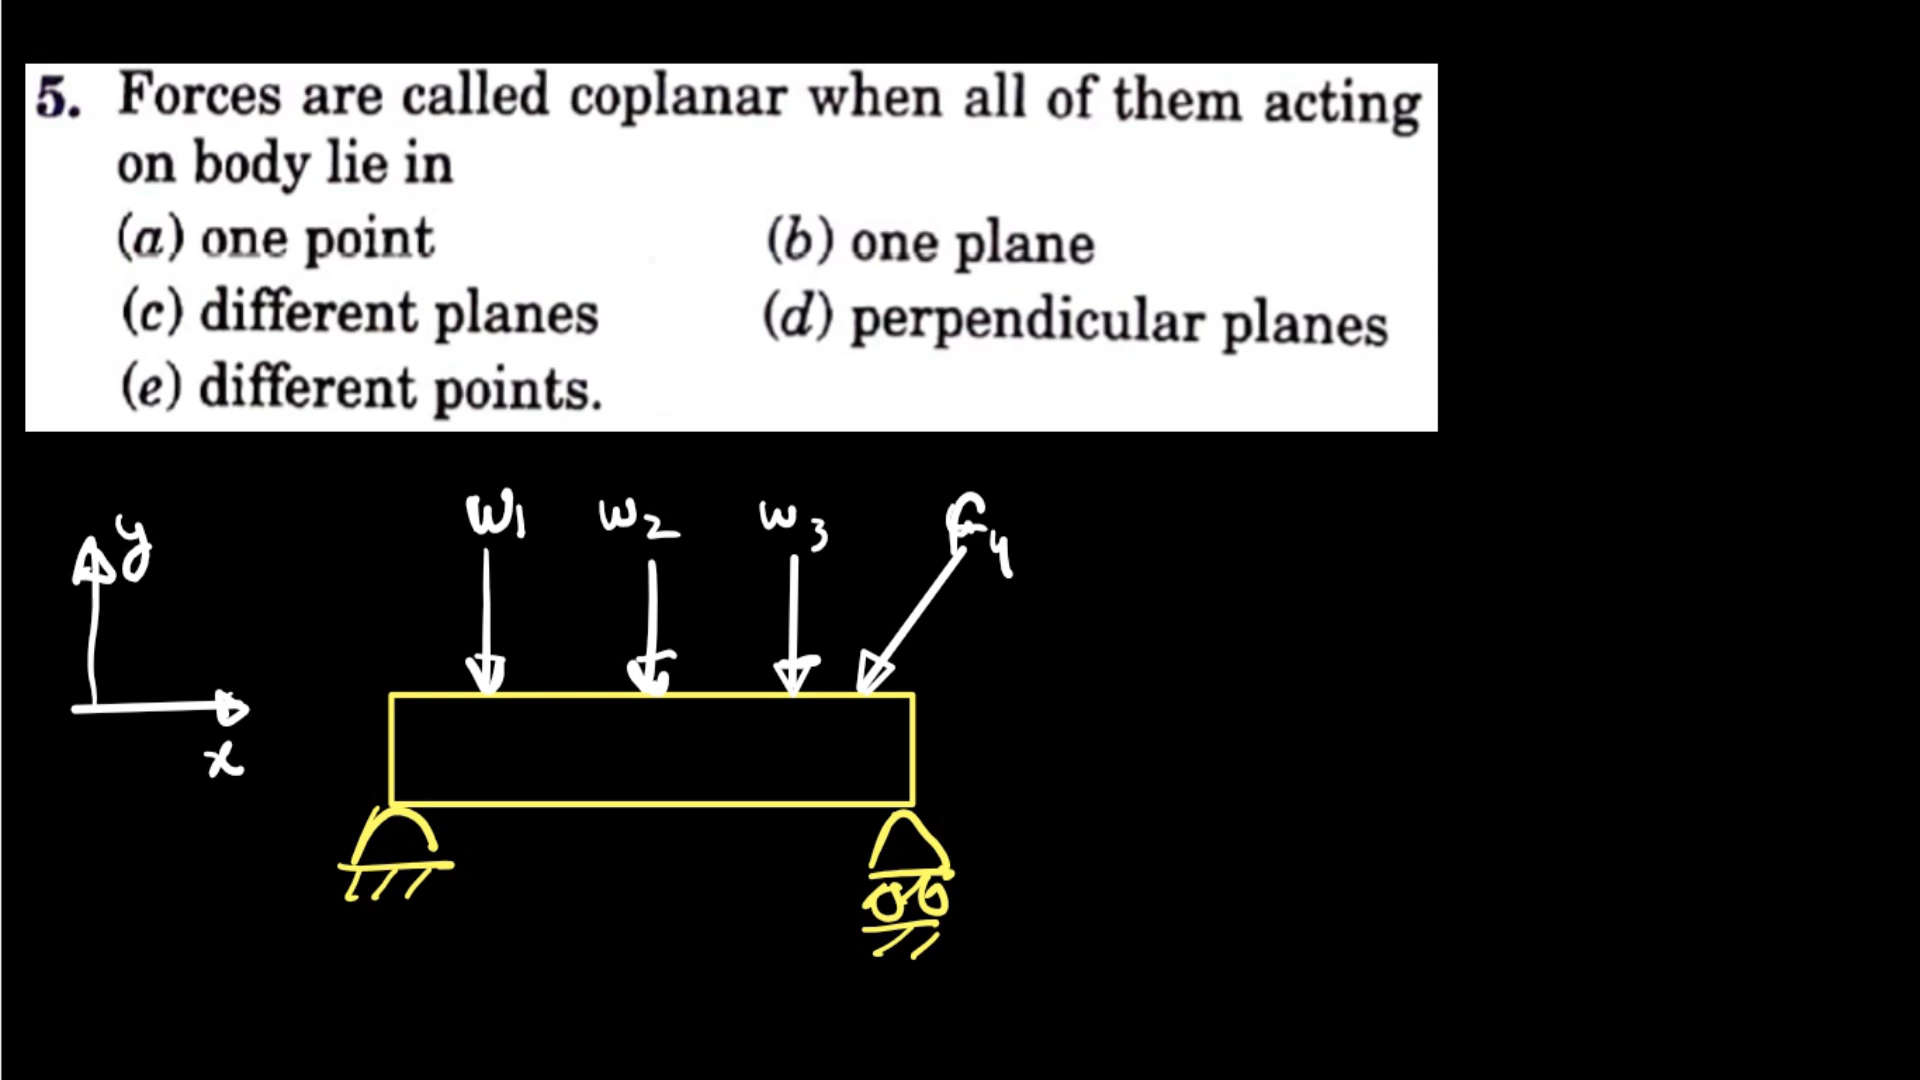 5. Forces are called coplanar when all of them acting
on body lie in
(a) one point (b) one plane
(c) different planes (d) perpendicular planes
(e) different points.
W1 W2 W3 F4
y
x